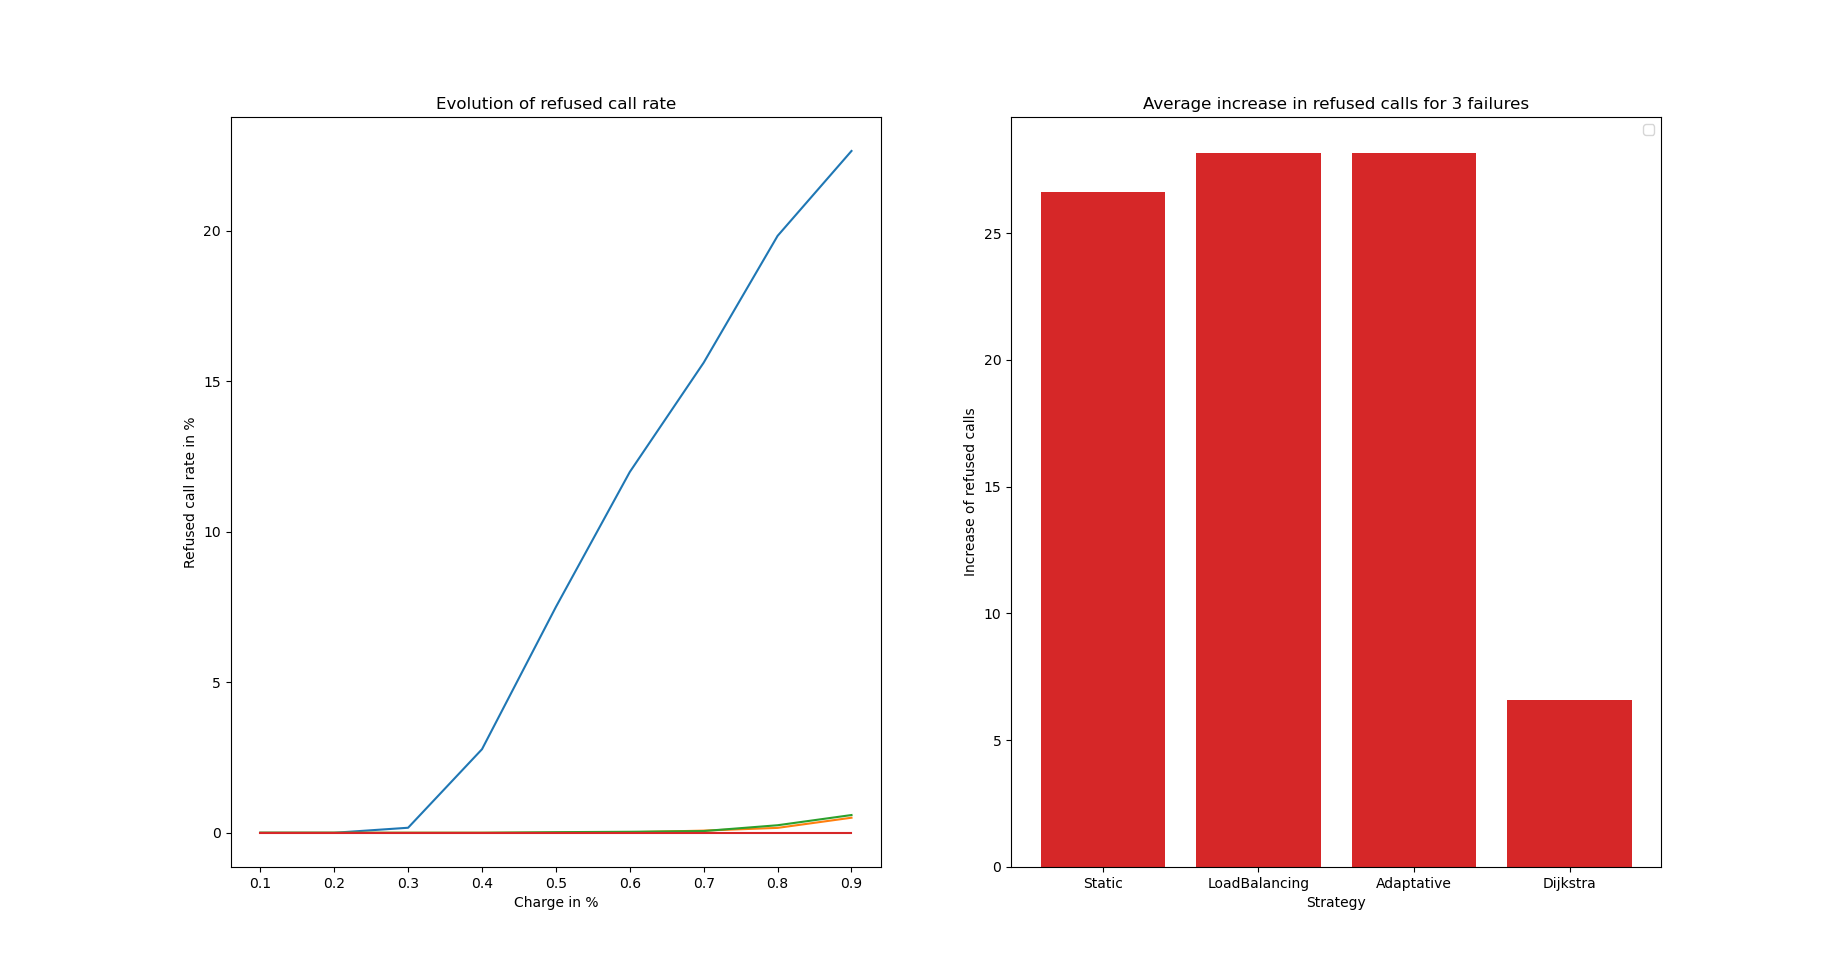 Evolution of refused call rate
Refused call rate in %
20
15
10
5
0
0.1 0.2 0.3 0.4 0.5 0.6 0.7 0.8 0.9
Charge in %
Average increase in refused calls for 3 failures
Increase of refused calls
25
20
15
10
5
0
Static LoadBalancing Adaptative Dijkstra
Strategy